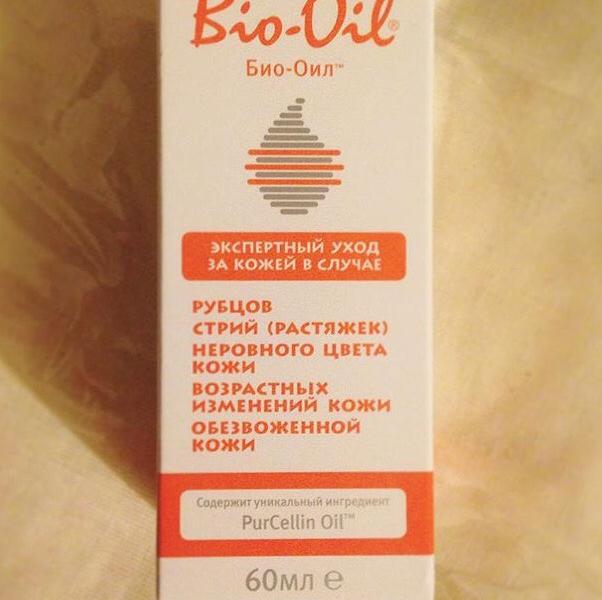 Bio-Oil®
Био-Оил™
ЭКСПЕРТНЫЙ УХОД
ЗА КОЖЕЙ В СЛУЧАЕ
РУБЦОВ
СТРИЙ (РАСТЯЖЕК)
НЕРОВНОГО ЦВЕТА
КОЖИ
ВОЗРАСТНЫХ
ИЗМЕНЕНИЙ КОЖИ
ОБЕЗВОЖЕННОЙ
КОЖИ
Содержит уникальный ингредиент
PurCellin Oil™
60мл ℮